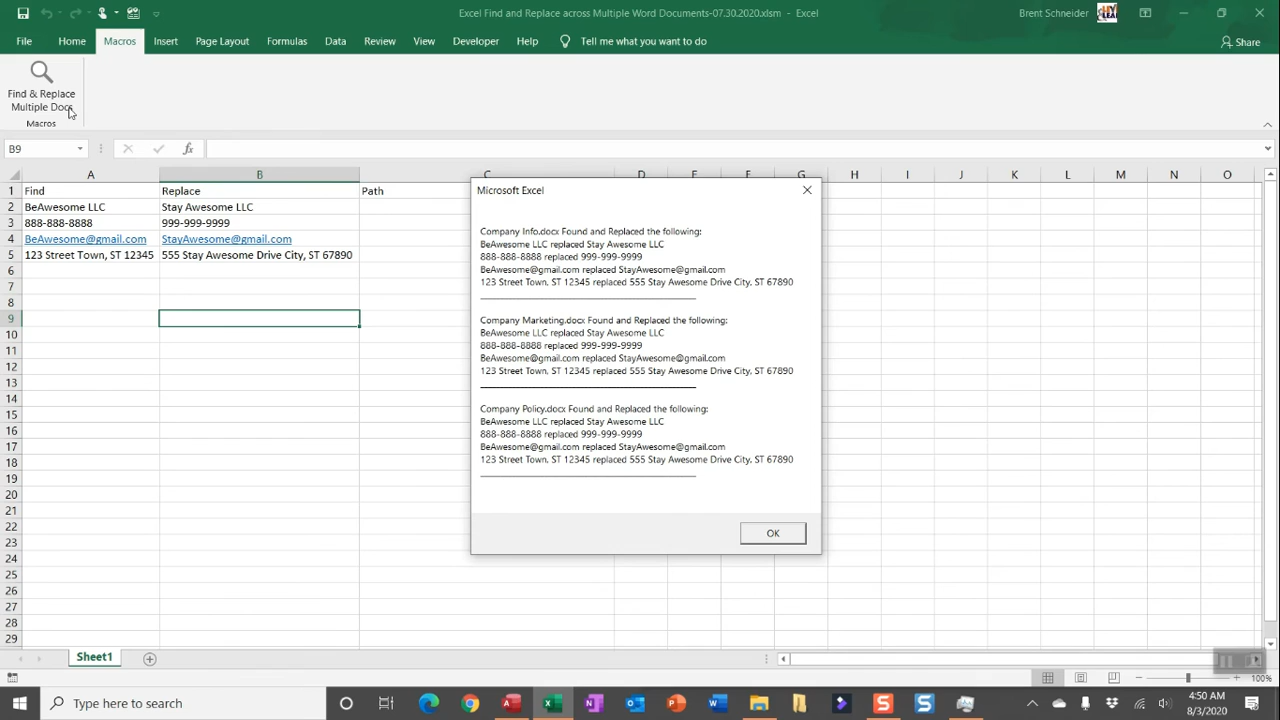 Excel Find and Replace across Multiple Word Documents-07.30.2020.xlsm - Excel
Brent Schneider
File Home Macros Insert Page Layout Formulas Data Review View Developer Help Tell me what you want to do Share
Find & Replace
Multiple Docs
Macros
B9 fx
A B C D E F G H I J K L M N O
1 Find Replace Path
2 BeAwesome LLC Stay Awesome LLC
3 888-888-8888 999-999-9999
4 BeAwesome@gmail.com StayAwesome@gmail.com
5 123 Street Town, ST 12345 555 Stay Awesome Drive City, ST 67890
6
7
8
9
10
11
12
13
14
15
16
17
18
19
20
21
22
23
24
25
26
27
28
29
Microsoft Excel
Company Info.docx Found and Replaced the following:
BeAwesome LLC replaced Stay Awesome LLC
888-888-8888 replaced 999-999-9999
BeAwesome@gmail.com replaced StayAwesome@gmail.com
123 Street Town, ST 12345 replaced 555 Stay Awesome Drive City, ST 67890
Company Marketing.docx Found and Replaced the following:
BeAwesome LLC replaced Stay Awesome LLC
888-888-8888 replaced 999-999-9999
BeAwesome@gmail.com replaced StayAwesome@gmail.com
123 Street Town, ST 12345 replaced 555 Stay Awesome Drive City, ST 67890
Company Policy.docx Found and Replaced the following:
BeAwesome LLC replaced Stay Awesome LLC
888-888-8888 replaced 999-999-9999
BeAwesome@gmail.com replaced StayAwesome@gmail.com
123 Street Town, ST 12345 replaced 555 Stay Awesome Drive City, ST 67890
OK
Sheet1
100%
Type here to search
4:50 AM
8/3/2020